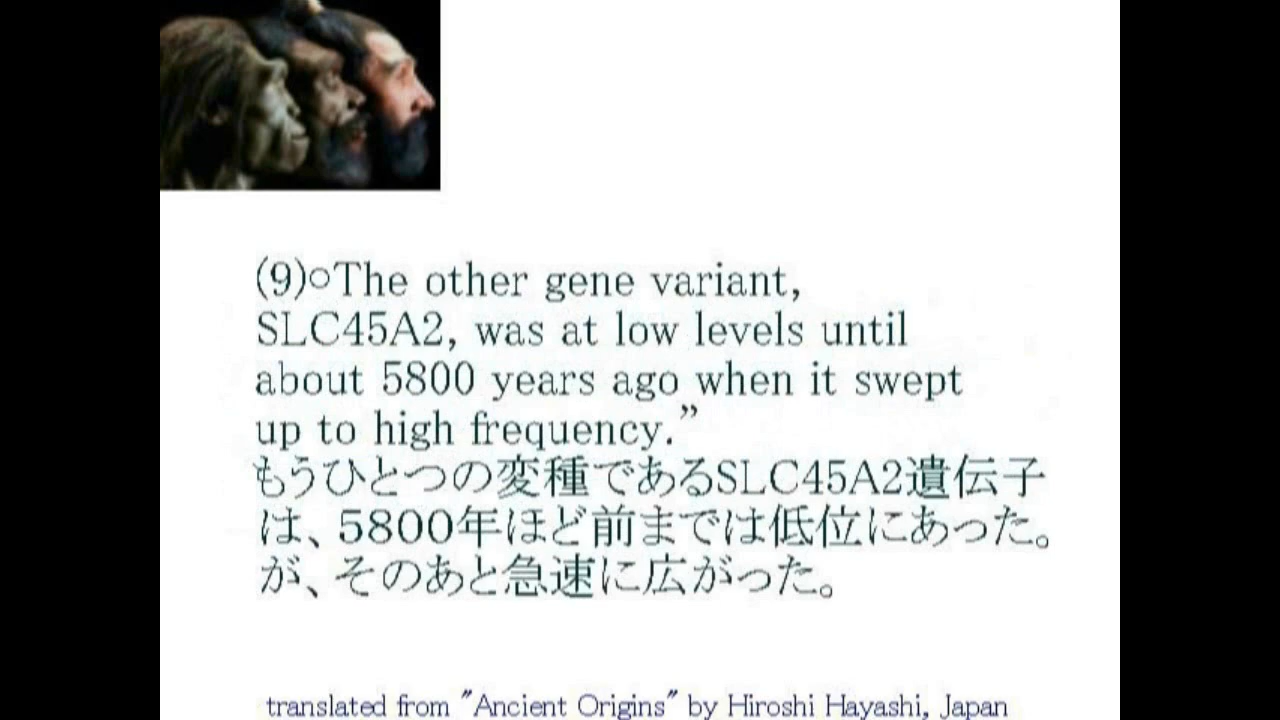 (9)○The other gene variant,
SLC45A2, was at low levels until
about 5800 years ago when it swept
up to high frequency.”
もうひとつの変種であるSLC45A2遺伝子
は、5800年ほど前までは低位にあった。
が、そのあと急速に広がった。
translated from "Ancient Origins" by Hiroshi Hayashi, Japan